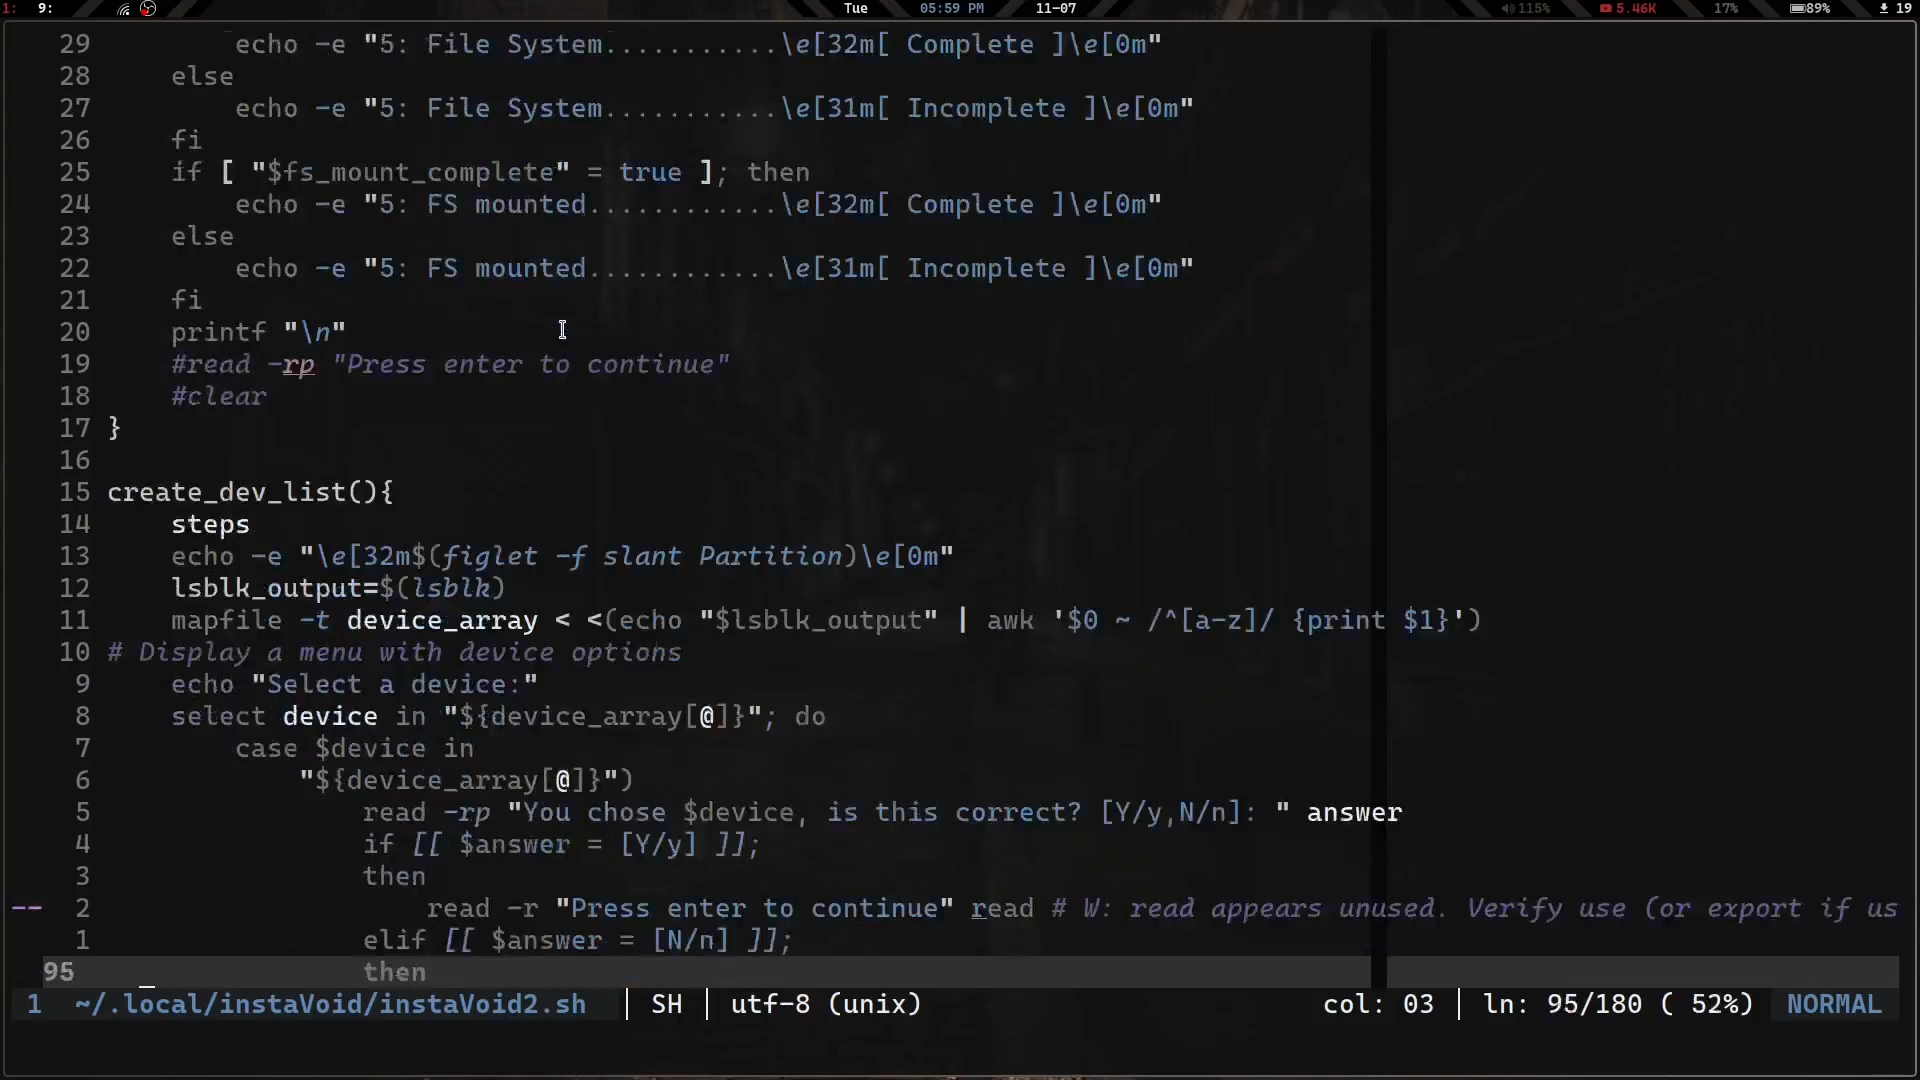 1: 9: Tue 05:59 PM 11-07 115% 5.46K 17% 89% 19
29 echo -e "5: File System...........\e[32m[ Complete ]\e[0m"
28 else
27 echo -e "5: File System...........\e[31m[ Incomplete ]\e[0m"
26 fi
25 if [ "$fs_mount_complete" = true ]; then
24 echo -e "5: FS mounted............\e[32m[ Complete ]\e[0m"
23 else
22 echo -e "5: FS mounted............\e[31m[ Incomplete ]\e[0m"
21 fi
20 printf "\n"
19 #read -rp "Press enter to continue"
18 #clear
17 }
16
15 create_dev_list(){
14 steps
13 echo -e "\e[32m$(figlet -f slant Partition)\e[0m"
12 lsblk_output=$(lsblk)
11 mapfile -t device_array < <(echo "$lsblk_output" | awk '$0 ~ /^[a-z]/ {print $1}')
10 # Display a menu with device options
9 echo "Select a device:"
8 select device in "${device_array[@]}"; do
7 case $device in
6 "${device_array[@]}")
5 read -rp "You chose $device, is this correct? [Y/y,N/n]: " answer
4 if [[ $answer = [Y/y] ]];
3 then
-- 2 read -r "Press enter to continue" read # W: read appears unused. Verify use (or export if us
1 elif [[ $answer = [N/n] ]];
95 then
1 ~/.local/instaVoid/instaVoid2.sh | SH | utf-8 (unix) col: 03 | ln: 95/180 ( 52%) NORMAL